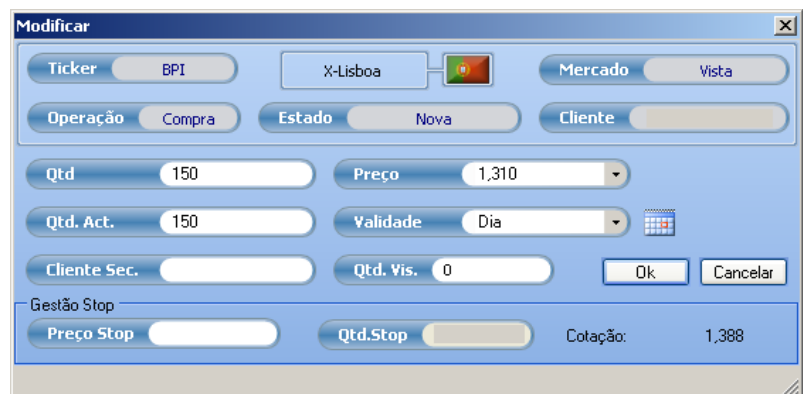 Modificar
Ticker BPI X-Lisboa Mercado Vista
Operação Compra Estado Nova Cliente
Qtd 150 Preço 1,310
Qtd. Act. 150 Validade Dia
Cliente Sec. Qtd. Vis. 0 Ok Cancelar
Gestão Stop
Preço Stop Qtd.Stop Cotação: 1,388